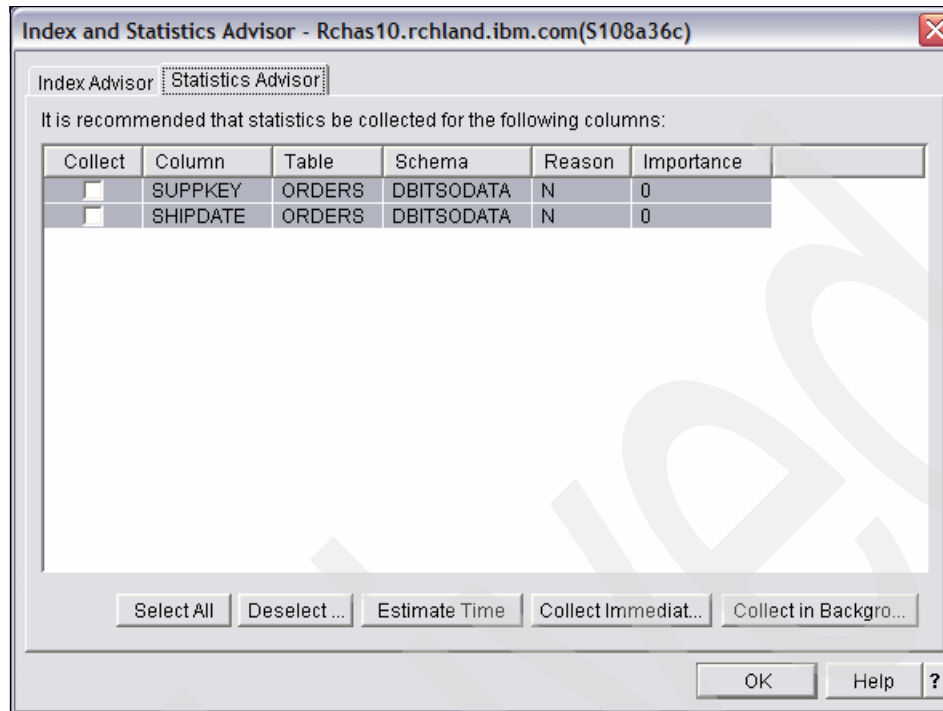 Index and Statistics Advisor - Rchas10.rchland.ibm.com(S108a36c)
Index Advisor Statistics Advisor
It is recommended that statistics be collected for the following columns:
Collect Column Table Schema Reason Importance
SUPPKEY ORDERS DBITSODATA N 0
SHIPDATE ORDERS DBITSODATA N 0
Select All Deselect ... Estimate Time Collect Immediat... Collect in Backgro...
OK Help ?